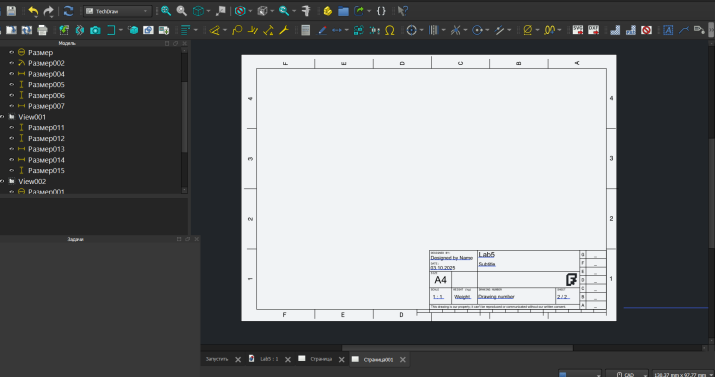 TechDraw
Модель
Размер
Размер002
Размер004
Размер005
Размер006
Размер007
View001
Размер011
Размер012
Размер013
Размер014
Размер015
View002
Размер001
Задачи
F E D C B A
4 4
3 3
2 2
1 1
DESIGNED BY:
Designed by Name
DATE:
03.10.2025
SIZE
A4
Lab5
Subtitle
SCALE
1 : 1
WEIGHT (kg)
Weight
DRAWING NUMBER
Drawing number
SHEET
2 / 2
G _
F _
E _
D _
C _
B _
A _
This drawing is our property; it can't be reproduced or communicated without our written consent.
F E D
Запустить
Lab5 : 1
Страница
Страница001
CAD
130.37 mm x 97.77 mm